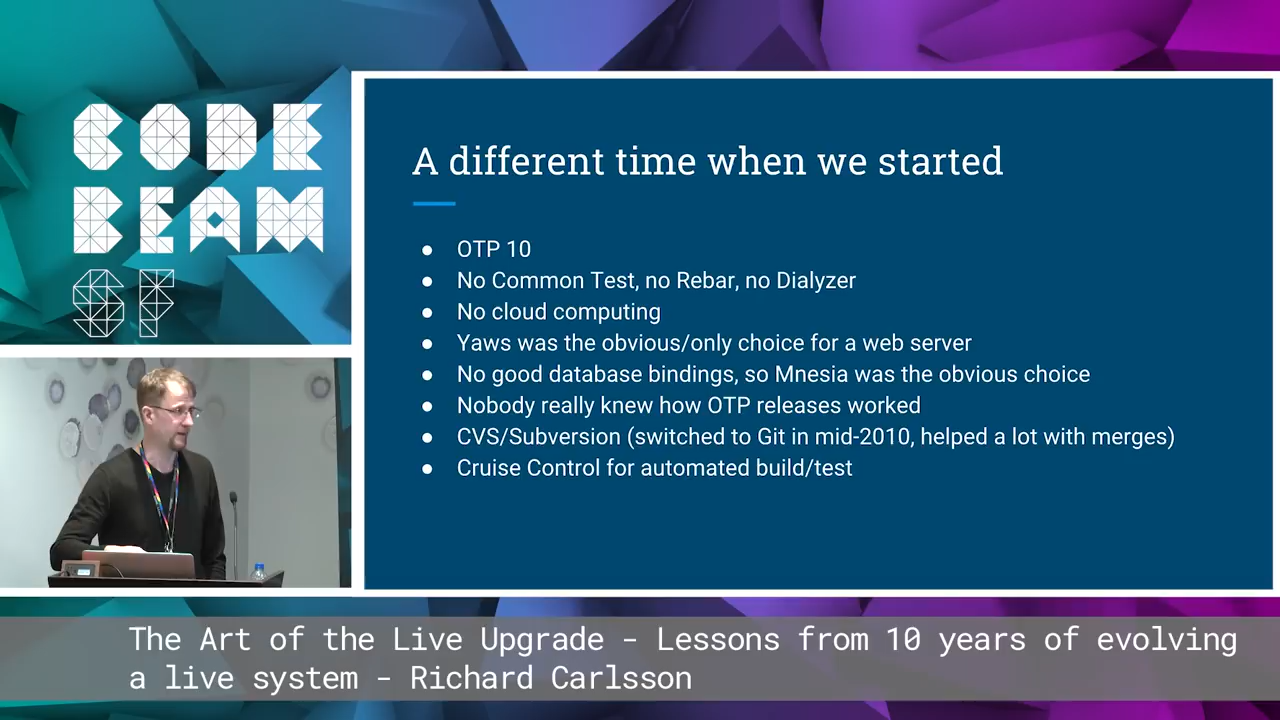 CODE
BEAM
SF
A different time when we started
● OTP 10
● No Common Test, no Rebar, no Dialyzer
● No cloud computing
● Yaws was the obvious/only choice for a web server
● No good database bindings, so Mnesia was the obvious choice
● Nobody really knew how OTP releases worked
● CVS/Subversion (switched to Git in mid-2010, helped a lot with merges)
● Cruise Control for automated build/test
The Art of the Live Upgrade - Lessons from 10 years of evolving
a live system - Richard Carlsson